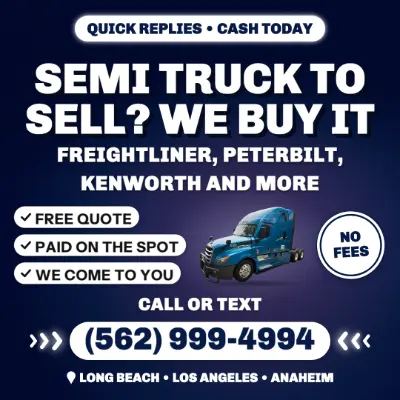 QUICK REPLIES • CASH TODAY
SEMI TRUCK TO
SELL? WE BUY IT
FREIGHTLINER, PETERBILT,
KENWORTH AND MORE
✓ FREE QUOTE
✓ PAID ON THE SPOT
✓ WE COME TO YOU
NO
FEES
CALL OR TEXT
(562) 999-4994
LONG BEACH • LOS ANGELES • ANAHEIM